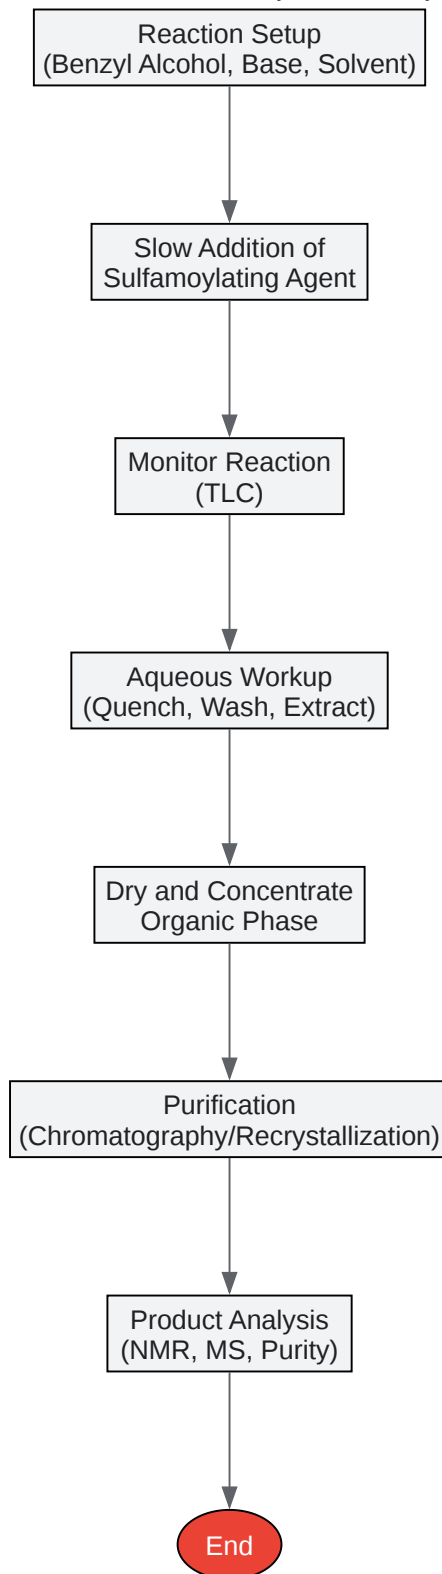 Reaction Setup
(Benzyl Alcohol, Base, Solvent)
Slow Addition of
Sulfamoylating Agent
Monitor Reaction
(TLC)
Aqueous Workup
(Quench, Wash, Extract)
Dry and Concentrate
Organic Phase
Purification
(Chromatography/Recrystallization)
Product Analysis
(NMR, MS, Purity)
End